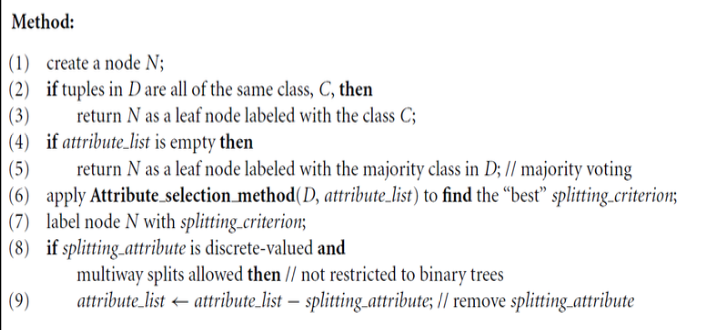 Method:
(1) create a node N;
(2) if tuples in D are all of the same class, C, then
(3) return N as a leaf node labeled with the class C;
(4) if attribute_list is empty then
(5) return N as a leaf node labeled with the majority class in D; // majority voting
(6) apply Attribute_selection_method(D, attribute_list) to find the “best” splitting_criterion;
(7) label node N with splitting_criterion;
(8) if splitting_attribute is discrete-valued and
multiway splits allowed then // not restricted to binary trees
(9) attribute_list ← attribute_list − splitting_attribute; // remove splitting_attribute